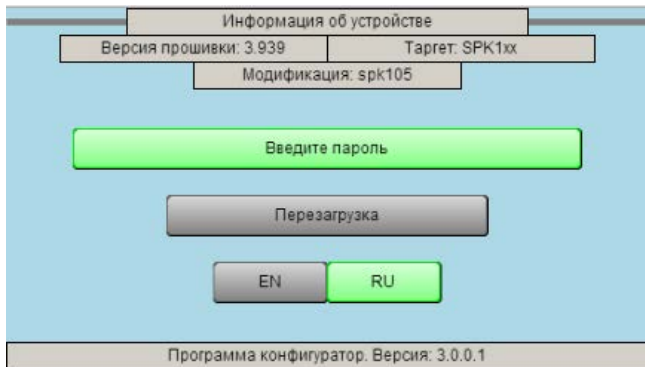 Информация об устройстве
Версия прошивки: 3.939 Таргет: SPK1xx
Модификация: spk105
Введите пароль
Перезагрузка
EN RU
Программа конфигуратор. Версия: 3.0.0.1